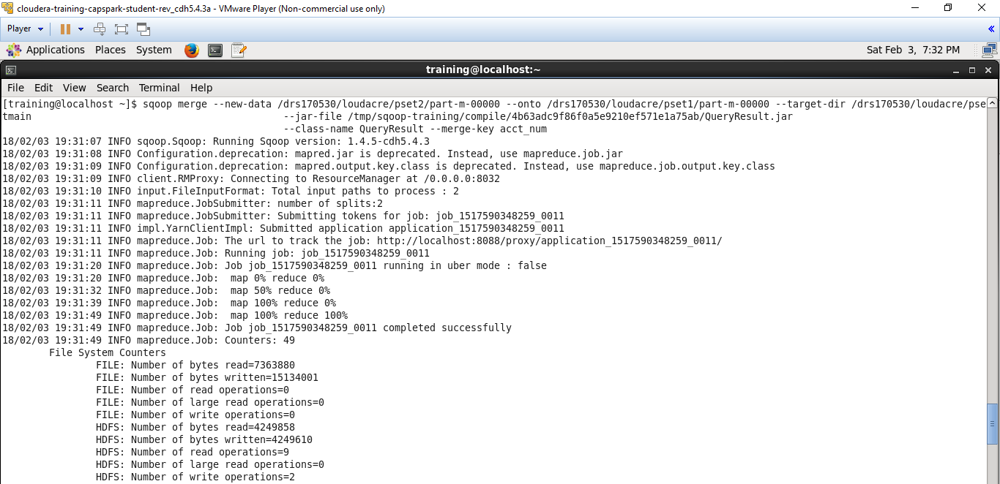 cloudera-training-capspark-student-rev_cdh5.4.3a - VMware Player (Non-commercial use only)
Player
Applications Places System Sat Feb 3, 7:32 PM
training@localhost:~
File Edit View Search Terminal Help
[training@localhost ~]$ sqoop merge --new-data /drs170530/loudacre/pset2/part-m-00000 --onto /drs170530/loudacre/pset1/part-m-00000 --target-dir /drs170530/loudacre/pse
tmain --jar-file /tmp/sqoop-training/compile/4b63adc9f86f0a5e9210ef571e1a75ab/QueryResult.jar
--class-name QueryResult --merge-key acct_num
18/02/03 19:31:07 INFO sqoop.Sqoop: Running Sqoop version: 1.4.5-cdh5.4.3
18/02/03 19:31:08 INFO Configuration.deprecation: mapred.jar is deprecated. Instead, use mapreduce.job.jar
18/02/03 19:31:09 INFO Configuration.deprecation: mapred.output.key.class is deprecated. Instead, use mapreduce.job.output.key.class
18/02/03 19:31:09 INFO client.RMProxy: Connecting to ResourceManager at /0.0.0.0:8032
18/02/03 19:31:10 INFO input.FileInputFormat: Total input paths to process : 2
18/02/03 19:31:11 INFO mapreduce.JobSubmitter: number of splits:2
18/02/03 19:31:11 INFO mapreduce.JobSubmitter: Submitting tokens for job: job_1517590348259_0011
18/02/03 19:31:11 INFO impl.YarnClientImpl: Submitted application application_1517590348259_0011
18/02/03 19:31:11 INFO mapreduce.Job: The url to track the job: http://localhost:8088/proxy/application_1517590348259_0011/
18/02/03 19:31:11 INFO mapreduce.Job: Running job: job_1517590348259_0011
18/02/03 19:31:20 INFO mapreduce.Job: Job job_1517590348259_0011 running in uber mode : false
18/02/03 19:31:20 INFO mapreduce.Job:  map 0% reduce 0%
18/02/03 19:31:32 INFO mapreduce.Job:  map 50% reduce 0%
18/02/03 19:31:39 INFO mapreduce.Job:  map 100% reduce 0%
18/02/03 19:31:49 INFO mapreduce.Job:  map 100% reduce 100%
18/02/03 19:31:49 INFO mapreduce.Job: Job job_1517590348259_0011 completed successfully
18/02/03 19:31:49 INFO mapreduce.Job: Counters: 49
File System Counters
FILE: Number of bytes read=7363880
FILE: Number of bytes written=15134001
FILE: Number of read operations=0
FILE: Number of large read operations=0
FILE: Number of write operations=0
HDFS: Number of bytes read=4249858
HDFS: Number of bytes written=4249610
HDFS: Number of read operations=9
HDFS: Number of large read operations=0
HDFS: Number of write operations=2